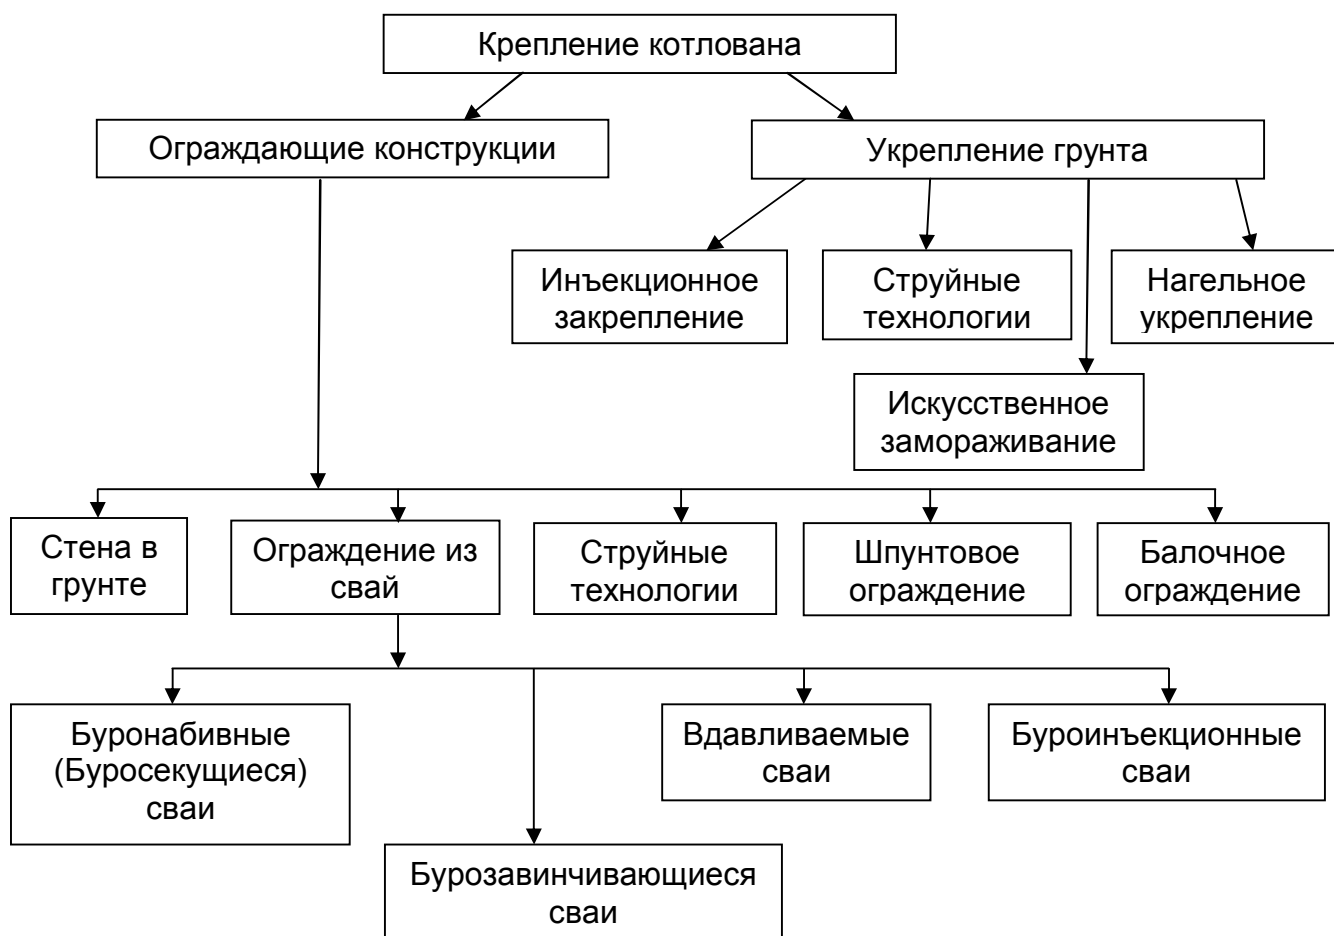 Крепление котлована
Ограждающие конструкции
Укрепление грунта
Инъекционное
закрепление
Струйные
технологии
Нагельное
укрепление
Искусственное
замораживание
Стена в
грунте
Ограждение из
свай
Струйные
технологии
Шпунтовое
ограждение
Балочное
ограждение
Буронабивные
(Буросекущиеся)
сваи
Вдавливаемые
сваи
Буроинъекционные
сваи
Бурозавинчивающиеся
сваи